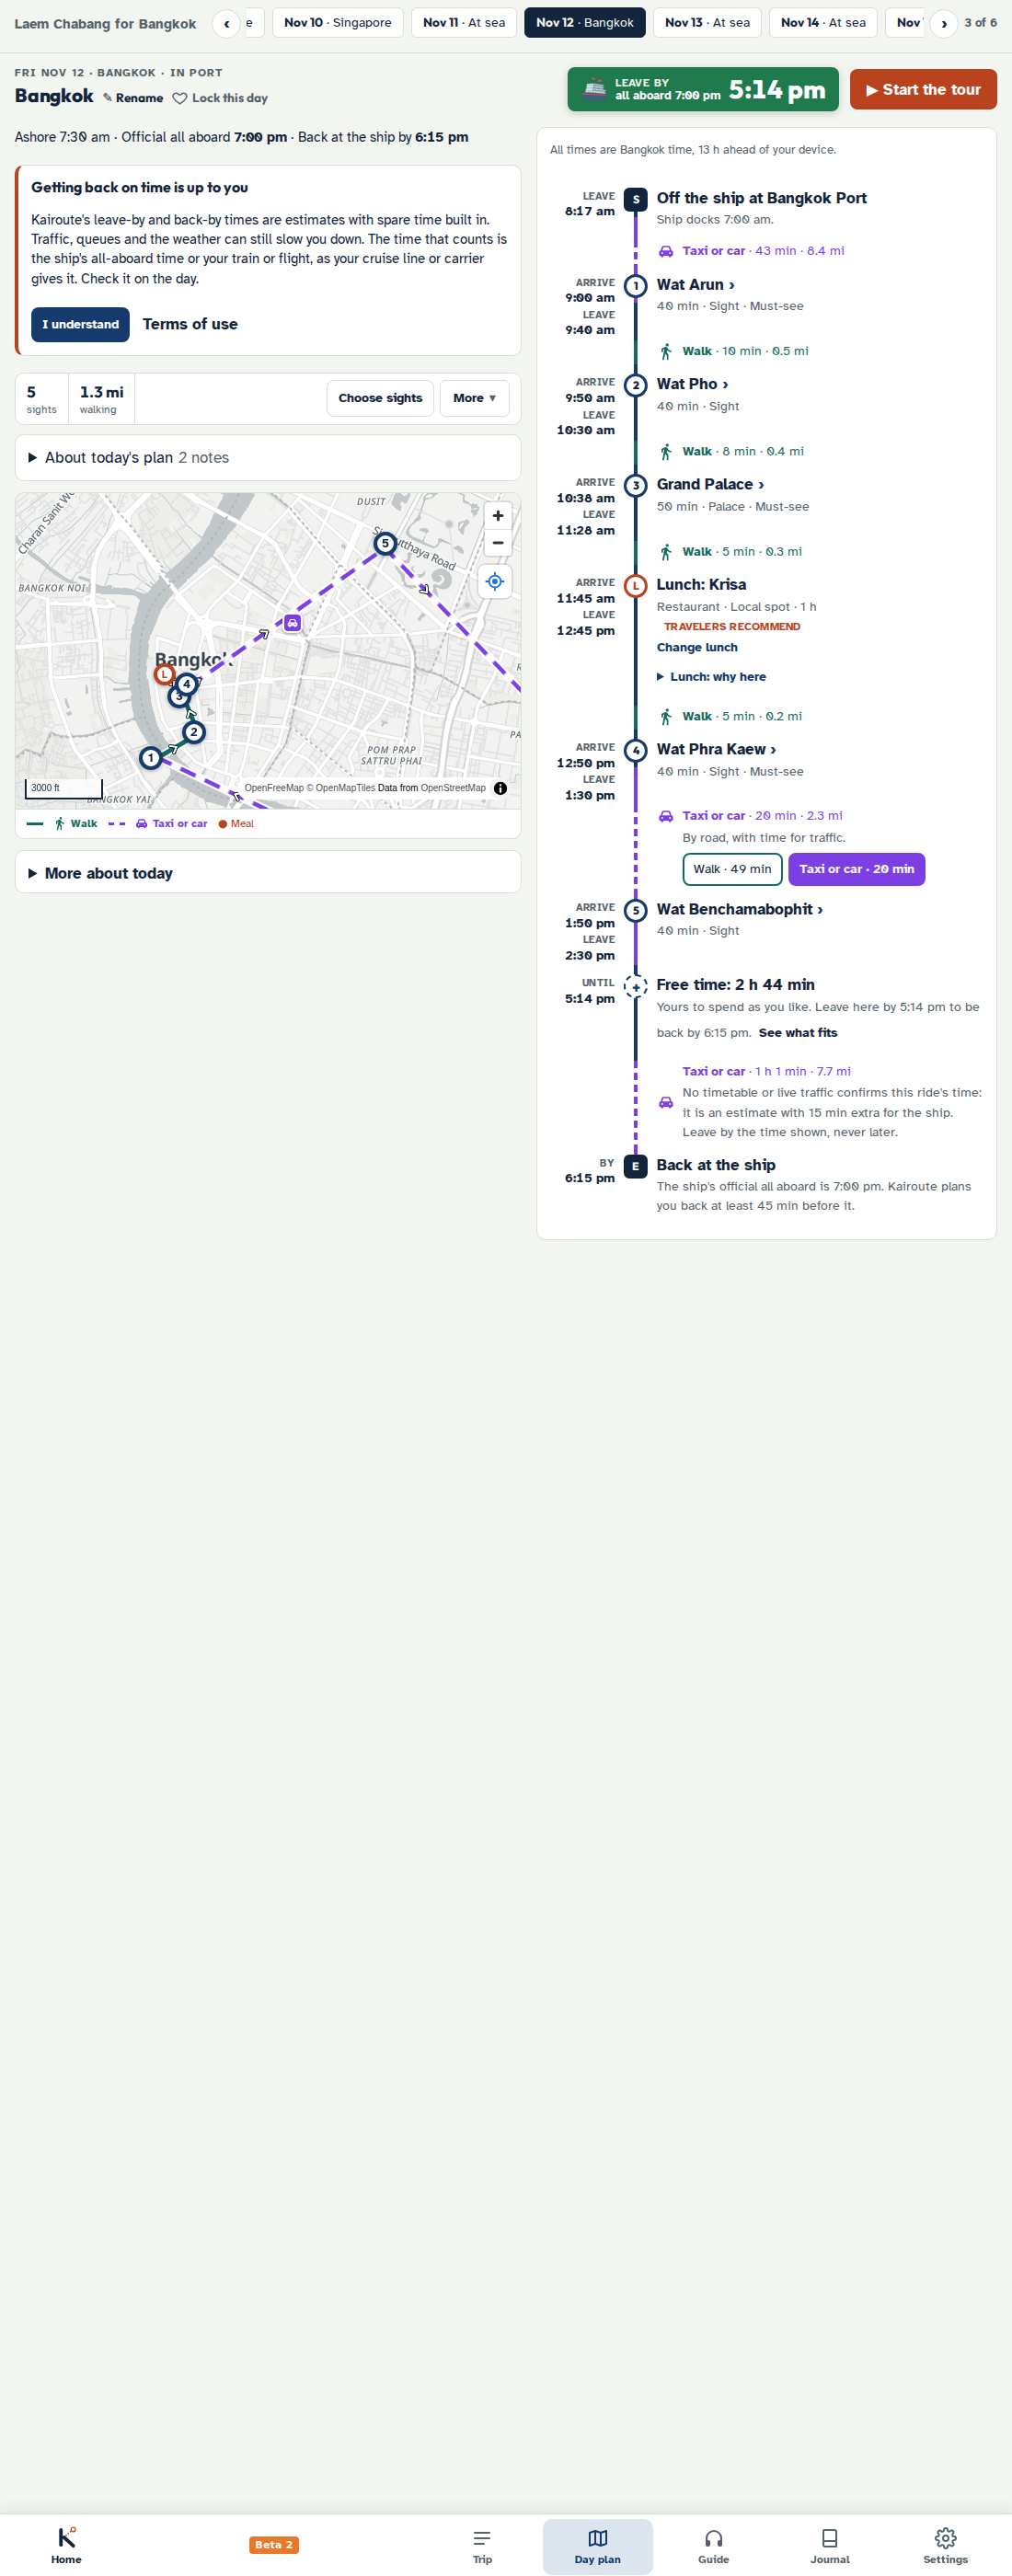 Laem Chabang for Bangkok
‹
e
Nov 10 · Singapore
Nov 11 · At sea
Nov 12 · Bangkok
Nov 13 · At sea
Nov 14 · At sea
Nov
›
3 of 6
FRI NOV 12 · BANGKOK · IN PORT
Bangkok ✎ Rename Lock this day
LEAVE BY
all aboard 7:00 pm
5:14 pm
▶ Start the tour
Ashore 7:30 am · Official all aboard 7:00 pm · Back at the ship by 6:15 pm
Getting back on time is up to you
Kairoute's leave-by and back-by times are estimates with spare time built in.
Traffic, queues and the weather can still slow you down. The time that counts is
the ship's all-aboard time or your train or flight, as your cruise line or carrier
gives it. Check it on the day.
I understand
Terms of use
5
sights
1.3 mi
walking
Choose sights
More ▼
▶ About today's plan 2 notes
Charan Sanit Wo
DUSIT
utthaya Road
BANGKOK NOI
Bangkok
POM PRAP
SATTRU PHAI
PA
BANGKOK YAI
1
2
3
4
5
L
+
−
3000 ft
OpenFreeMap © OpenMapTiles Data from OpenStreetMap
Walk
Taxi or car
Meal
▶ More about today
All times are Bangkok time, 13 h ahead of your device.
LEAVE
8:17 am
S
Off the ship at Bangkok Port
Ship docks 7:00 am.
Taxi or car · 43 min · 8.4 mi
ARRIVE
9:00 am
LEAVE
9:40 am
1
Wat Arun ›
40 min · Sight · Must-see
Walk · 10 min · 0.5 mi
ARRIVE
9:50 am
LEAVE
10:30 am
2
Wat Pho ›
40 min · Sight
Walk · 8 min · 0.4 mi
ARRIVE
10:38 am
LEAVE
11:28 am
3
Grand Palace ›
50 min · Palace · Must-see
Walk · 5 min · 0.3 mi
ARRIVE
11:45 am
LEAVE
12:45 pm
L
Lunch: Krisa
Restaurant · Local spot · 1 h
TRAVELERS RECOMMEND
Change lunch
▶ Lunch: why here
Walk · 5 min · 0.2 mi
ARRIVE
12:50 pm
LEAVE
1:30 pm
4
Wat Phra Kaew ›
40 min · Sight · Must-see
Taxi or car · 20 min · 2.3 mi
By road, with time for traffic.
Walk · 49 min
Taxi or car · 20 min
ARRIVE
1:50 pm
LEAVE
2:30 pm
5
Wat Benchamabophit ›
40 min · Sight
UNTIL
5:14 pm
+
Free time: 2 h 44 min
Yours to spend as you like. Leave here by 5:14 pm to be
back by 6:15 pm. See what fits
Taxi or car · 1 h 1 min · 7.7 mi
No timetable or live traffic confirms this ride's time:
it is an estimate with 15 min extra for the ship.
Leave by the time shown, never later.
BY
6:15 pm
E
Back at the ship
The ship's official all aboard is 7:00 pm. Kairoute plans
you back at least 45 min before it.
Home
Beta 2
Trip
Day plan
Guide
Journal
Settings